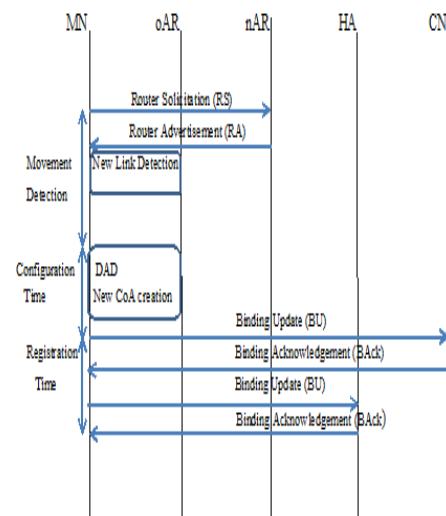 MN oAR nAR HA CN
Router Solicitation (RS)
Router Advertisement (RA)
New Link Detection
Movement
Detection
Configuration
Time
DAD
New CoA creation
Binding Update (BU)
Registration
Time
Binding Acknowledgement (BAck)
Binding Update (BU)
Binding Acknowledgement (BAck)